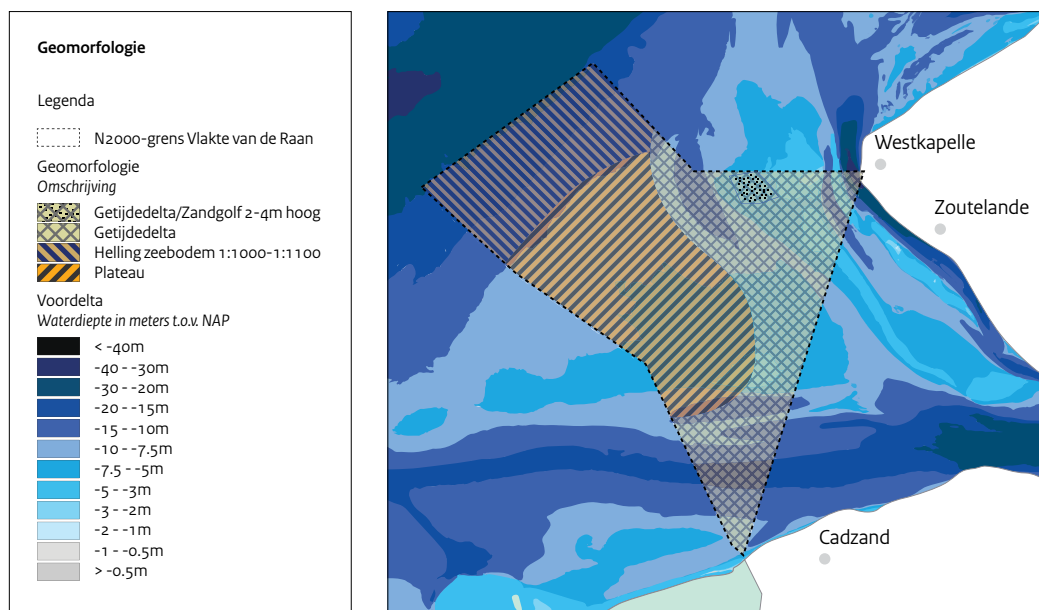 Geomorfologie
Legenda
N2000-grens Vlakte van de Raan
Geomorfologie
Omschrijving
Getijdedelta/Zandgolf 2-4m hoog
Getijdedelta
Helling zeebodem 1:1000-1:1100
Plateau
Voordelta
Waterdiepte in meters t.o.v. NAP
< -40m
-40 - -30m
-30 - -20m
-20 - -15m
-15 - -10m
-10 - -7.5m
-7.5 - -5m
-5 - -3m
-3 - -2m
-2 - -1m
-1 - -0.5m
> -0.5m
Westkapelle
Zoutelande
Cadzand